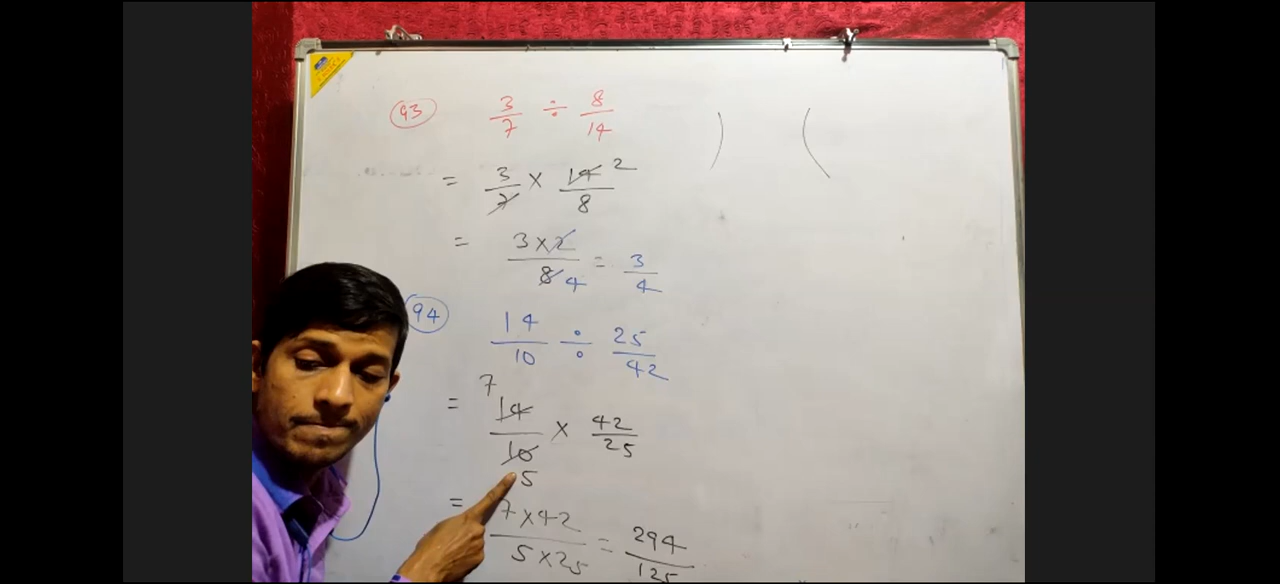 93 3/7 ÷ 8/14
= 3/7 × 14/8 2
= 3×2/8 4 = 3/4
94 14/10 ÷ 25/42
= 7 14/10 5 × 42/25
= 7×42/5×25 = 294/125